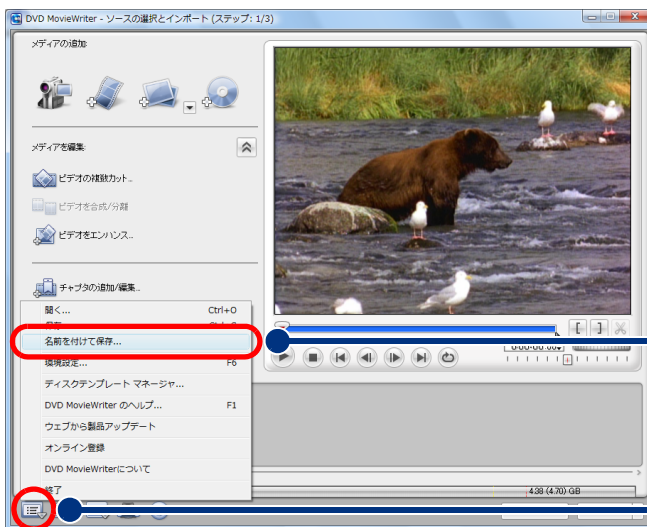 DVD MovieWriter - ソースの選択とインポート (ステップ: 1/3)
メディアの追加:
メディアを編集:
ビデオの複数カット...
ビデオを合成/分離
ビデオをエンハンス...
チャプタの追加/編集...
開く... Ctrl+O
名前を付けて保存...
環境設定... F6
ディスクテンプレート マネージャ...
DVD MovieWriter のヘルプ... F1
ウェブから製品アップデート
オンライン登録
DVD MovieWriterについて
終了
4.38 (4.70) GB